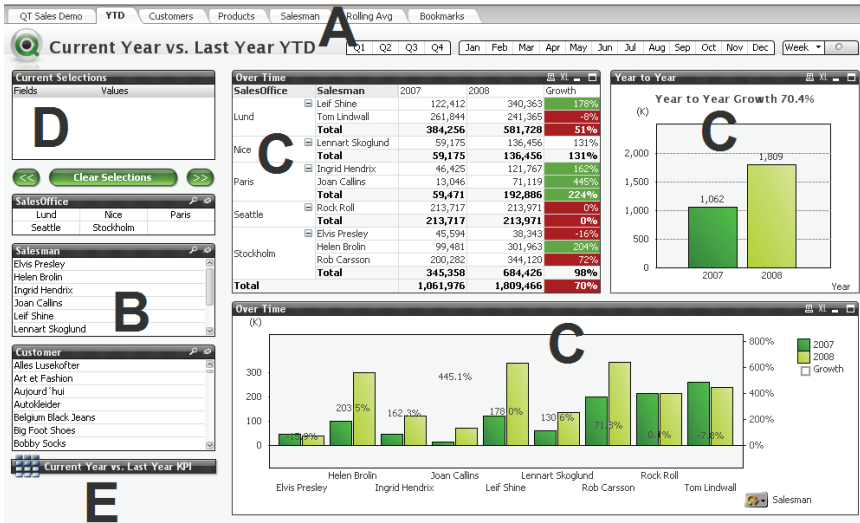 QT Sales Demo YTD Customers Products Salesman Rolling Avg Bookmarks
A
Current Year vs. Last Year YTD
Q1 Q2 Q3 Q4 Jan Feb Mar Apr May Jun Jul Aug Sep Oct Nov Dec Week
Current Selections
Fields Values
D
<< Clear Selections >>
SalesOffice
Lund Nice Paris
Seattle Stockholm
Salesman
Elvis Presley
Helen Brolin
Ingrid Hendrix
Joan Callins
Leif Shine
Lennart Skoglund
B
Customer
Alles Lusekofter
Art et Fashion
Aujourd´hui
Autokleider
Belgium Black Jeans
Big Foot Shoes
Bobby Socks
Current Year vs. Last Year KPI
E
Over Time XL
SalesOffice Salesman 2007 2008 Growth
Lund Leif Shine 122,412 340,363 178%
Tom Lindwall 261,844 241,365 -8%
Total 384,256 581,728 51%
Nice Lennart Skoglund 59,175 136,456 131%
Total 59,175 136,456 131%
Paris Ingrid Hendrix 46,425 121,767 162%
Joan Callins 13,046 71,119 445%
Total 59,471 192,886 224%
Seattle Rock Roll 213,717 213,971 0%
Total 213,717 213,971 0%
Stockholm Elvis Presley 45,594 38,343 -16%
Helen Brolin 99,481 301,963 204%
Rob Carsson 200,282 344,120 72%
Total 345,358 684,426 98%
Total 1,061,976 1,809,466 70%
C
Year to Year XL
Year to Year Growth 70.4%
(K)
C
2,000
1,500
1,000
500
0
1,062
1,809
2007 2008
Year
Over Time XL
(K)
C
300
200
100
0
800%
600%
400%
200%
0%
-15.9% 203.5% 162.3% 445.1% 178.0% 130.6% 71.8% 0.1% -7.8%
2007
2008
Growth
Helen Brolin Joan Callins Lennart Skoglund Rock Roll
Elvis Presley Ingrid Hendrix Leif Shine Rob Carsson Tom Lindwall
Salesman